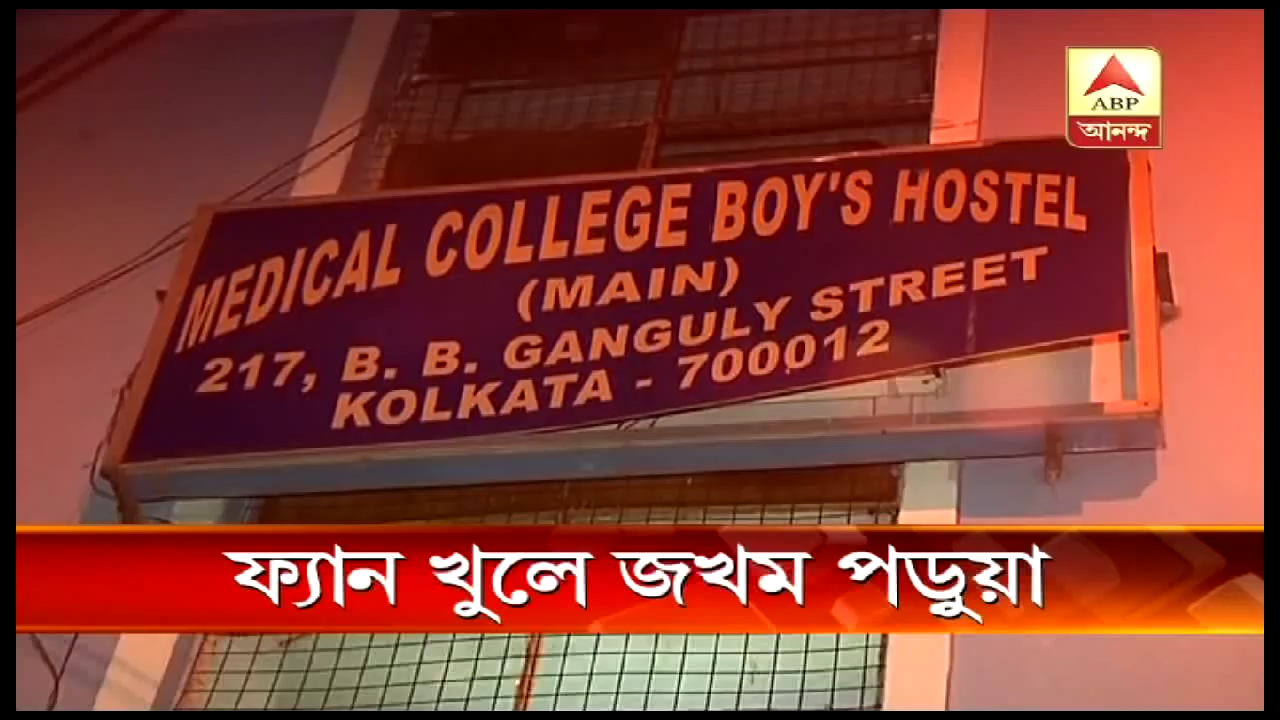 ABP
আনন্দ
MEDICAL COLLEGE BOY'S HOSTEL
(MAIN)
217, B. B. GANGULY STREET
KOLKATA - 700012
ফ্যান খুলে জখম পড়ুয়া